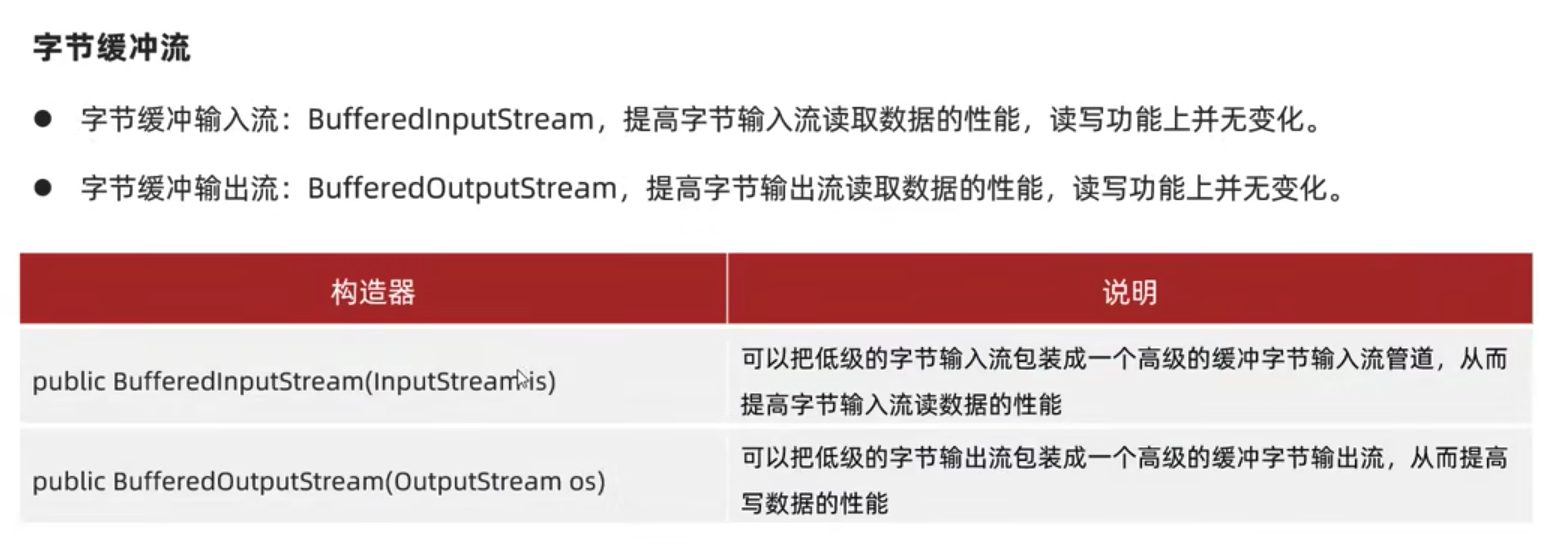 字节缓冲流
● 字节缓冲输入流：BufferedInputStream，提高字节输入流读取数据的性能，读写功能上并无变化。
● 字节缓冲输出流：BufferedOutputStream，提高字节输出流读取数据的性能，读写功能上并无变化。
构造器 说明
public BufferedInputStream(InputStream is) 可以把低级的字节输入流包装成一个高级的缓冲字节输入流管道，从而
提高字节输入流读数据的性能
public BufferedOutputStream(OutputStream os) 可以把低级的字节输出流包装成一个高级的缓冲字节输出流，从而提高
写数据的性能